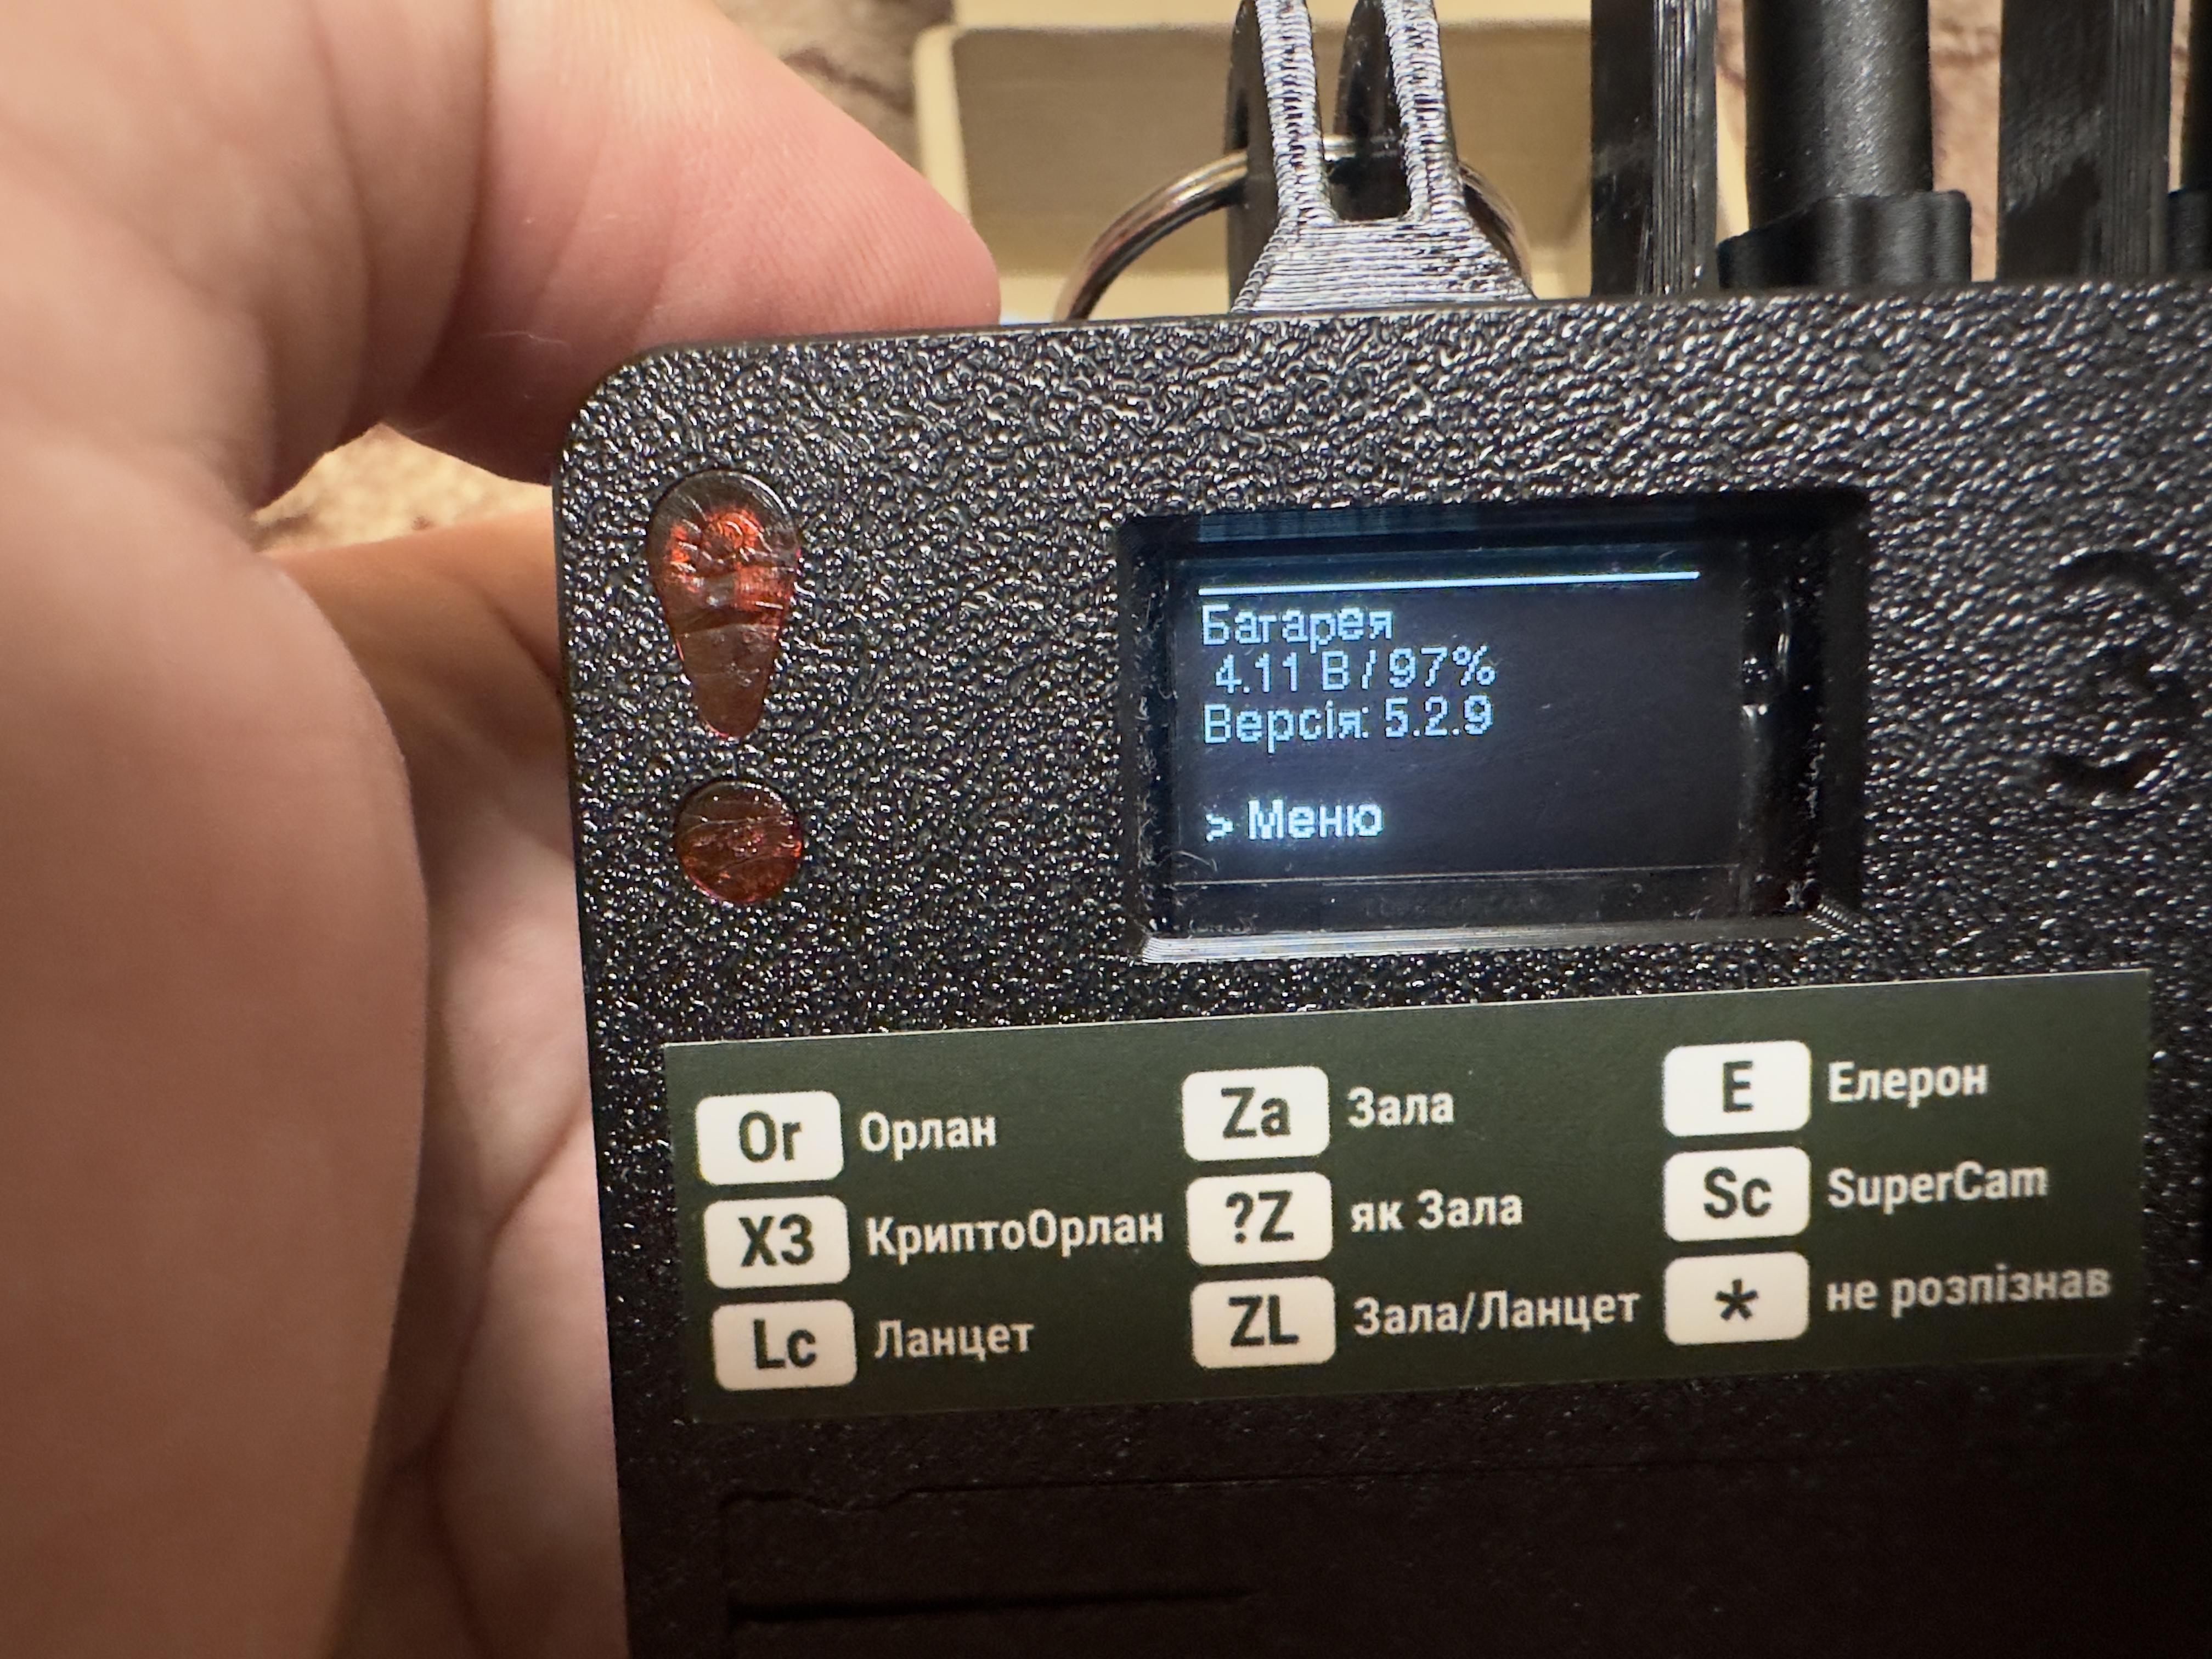 Батарея
4.11 В / 97%
Версія: 5.2.9
> Меню
Or Орлан
X3 КриптоОрлан
Lc Ланцет
Za Зала
?Z як Зала
ZL Зала/Ланцет
E Елерон
Sc SuperCam
* не розпізнав